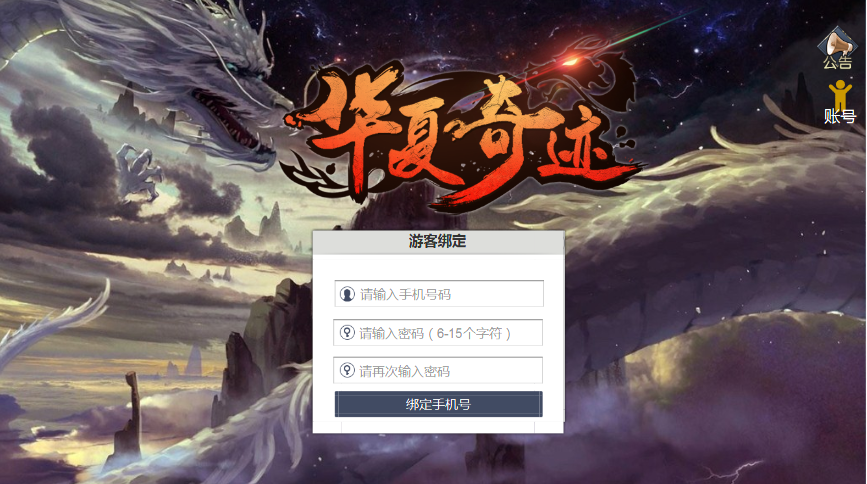 华夏奇迹
公告
账号
游客绑定
请输入手机号码
请输入密码（6-15个字符）
请再次输入密码
绑定手机号